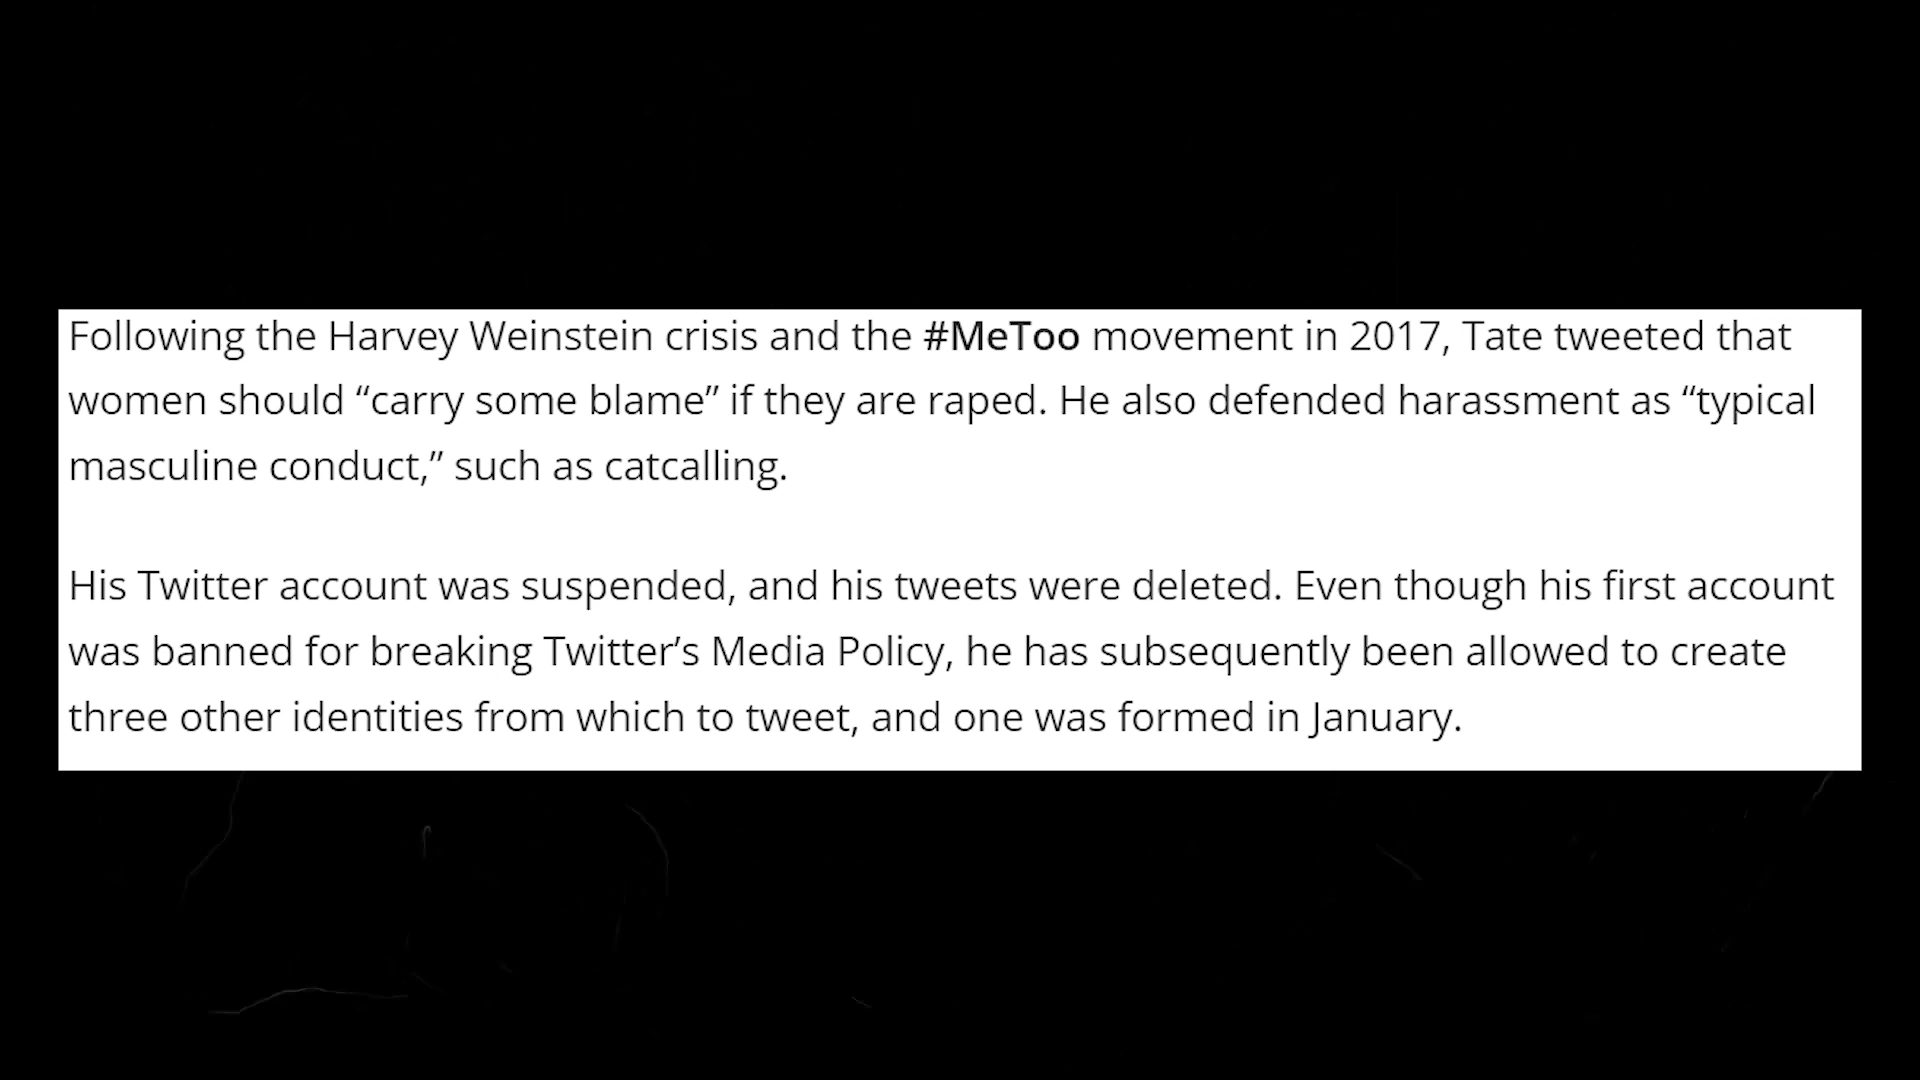 Following the Harvey Weinstein crisis and the #MeToo movement in 2017, Tate tweeted that
women should “carry some blame” if they are raped. He also defended harassment as “typical
masculine conduct,” such as catcalling.
His Twitter account was suspended, and his tweets were deleted. Even though his first account
was banned for breaking Twitter’s Media Policy, he has subsequently been allowed to create
three other identities from which to tweet, and one was formed in January.